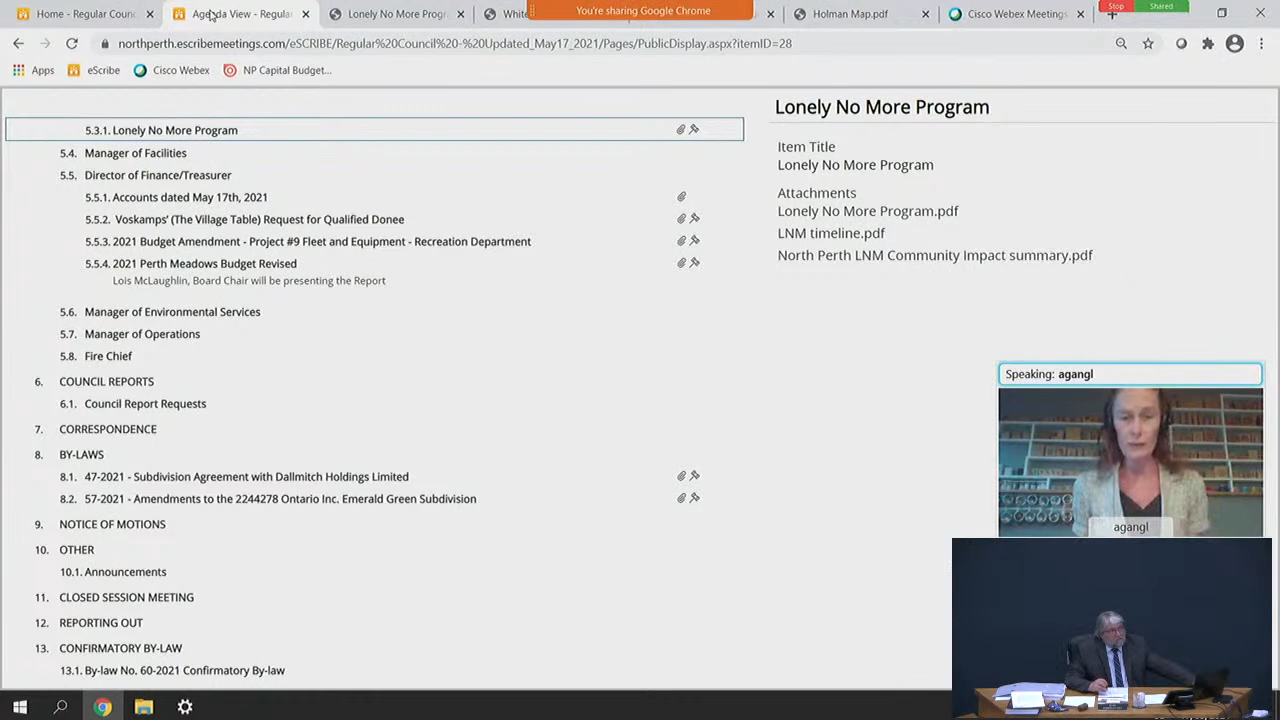 Home - Regular Counc
Agenda View - Regular
Lonely No More Progr
White
You're sharing Google Chrome
Holman Map.pdf
Cisco Webex Meetings
Stop
Shared
northperth.escribemeetings.com/eSCRIBE/Regular%20Council%20-%20Updated_May17_2021/Pages/PublicDisplay.aspx?itemID=28
Apps
eScribe
Cisco Webex
NP Capital Budget...
5.3.1. Lonely No More Program
5.4. Manager of Facilities
5.5. Director of Finance/Treasurer
5.5.1. Accounts dated May 17th, 2021
5.5.2. Voskamps' (The Village Table) Request for Qualified Donee
5.5.3. 2021 Budget Amendment - Project #9 Fleet and Equipment - Recreation Department
5.5.4. 2021 Perth Meadows Budget Revised
Lois McLaughlin, Board Chair will be presenting the Report
5.6. Manager of Environmental Services
5.7. Manager of Operations
5.8. Fire Chief
6. COUNCIL REPORTS
6.1. Council Report Requests
7. CORRESPONDENCE
8. BY-LAWS
8.1. 47-2021 - Subdivision Agreement with Dallmitch Holdings Limited
8.2. 57-2021 - Amendments to the 2244278 Ontario Inc. Emerald Green Subdivision
9. NOTICE OF MOTIONS
10. OTHER
10.1. Announcements
11. CLOSED SESSION MEETING
12. REPORTING OUT
13. CONFIRMATORY BY-LAW
13.1. By-law No. 60-2021 Confirmatory By-law
Lonely No More Program
Item Title
Lonely No More Program
Attachments
Lonely No More Program.pdf
LNM timeline.pdf
North Perth LNM Community Impact summary.pdf
Speaking: agangl
agangl